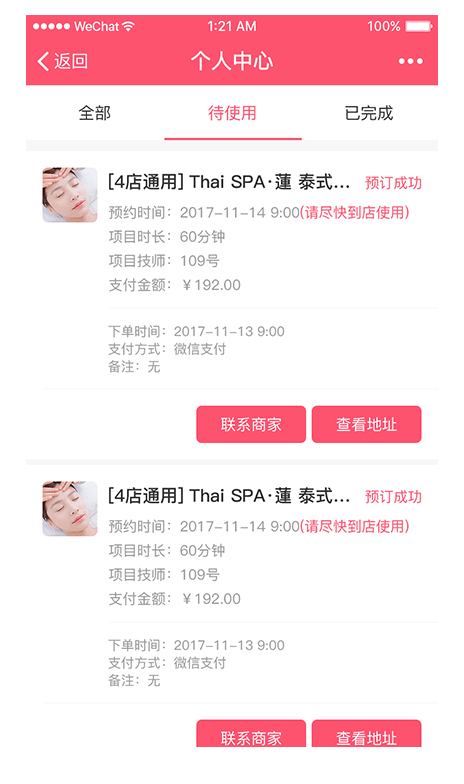 WeChat 1:21 AM 100%
返回 个人中心
全部 待使用 已完成
[4店通用] Thai SPA·蓮 泰式... 预订成功
预约时间：2017-11-14 9:00(请尽快到店使用)
项目时长：60分钟
项目技师：109号
支付金额：￥192.00
下单时间：2017-11-13 9:00
支付方式：微信支付
备注：无
联系商家 查看地址
[4店通用] Thai SPA·蓮 泰式... 预订成功
预约时间：2017-11-14 9:00(请尽快到店使用)
项目时长：60分钟
项目技师：109号
支付金额：￥192.00
下单时间：2017-11-13 9:00
支付方式：微信支付
备注：无
联系商家 查看地址